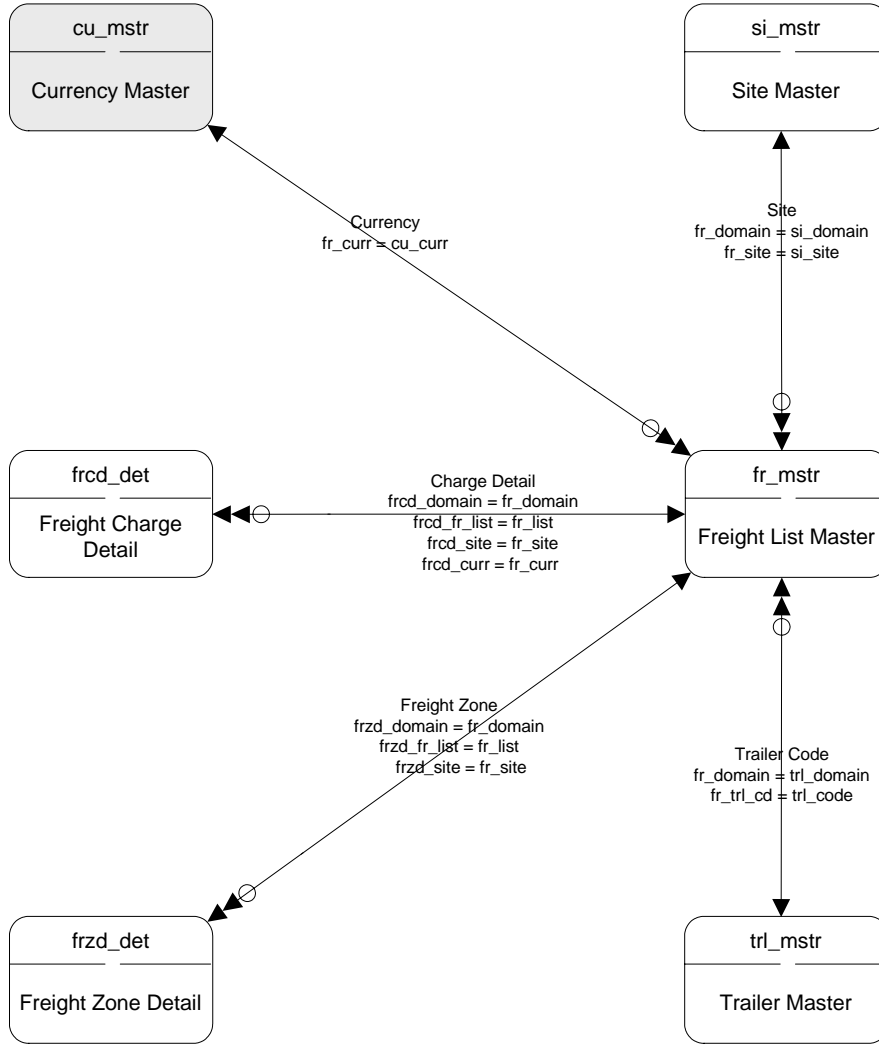 cu_mstr
Currency Master
si_mstr
Site Master
Currency
fr_curr = cu_curr
Site
fr_domain = si_domain
fr_site = si_site
frcd_det
Freight Charge
Detail
Charge Detail
frcd_domain = fr_domain
frcd_fr_list = fr_list
frcd_site = fr_site
frcd_curr = fr_curr
fr_mstr
Freight List Master
Freight Zone
frzd_domain = fr_domain
frzd_fr_list = fr_list
frzd_site = fr_site
Trailer Code
fr_domain = trl_domain
fr_trl_cd = trl_code
frzd_det
Freight Zone Detail
trl_mstr
Trailer Master